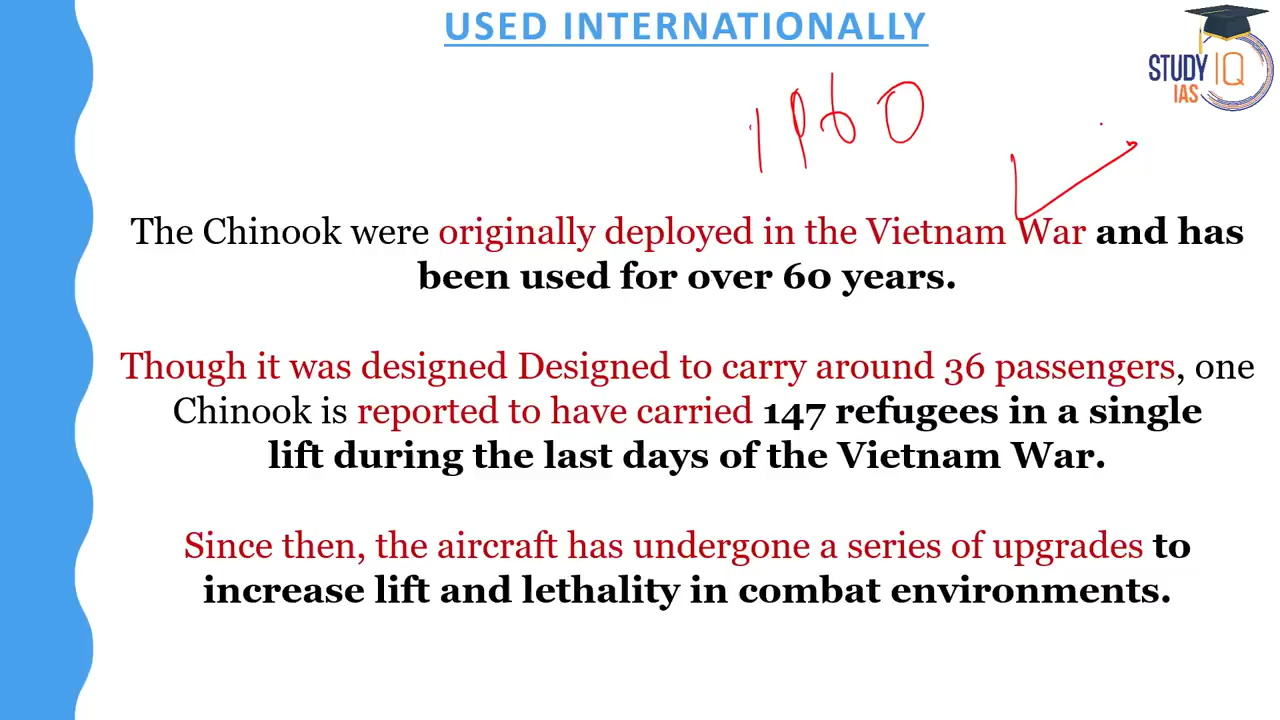 USED INTERNATIONALLY
STUDY IQ
IAS
1960
The Chinook were originally deployed in the Vietnam War and has
been used for over 60 years.
Though it was designed Designed to carry around 36 passengers, one
Chinook is reported to have carried 147 refugees in a single
lift during the last days of the Vietnam War.
Since then, the aircraft has undergone a series of upgrades to
increase lift and lethality in combat environments.